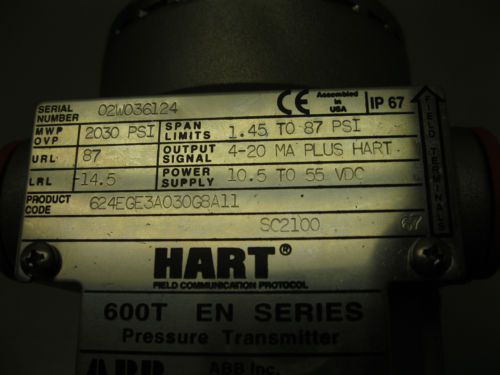 SERIAL NUMBER 02W036124 CE Assembled in USA IP 67
MWP OVP 2030 PSI SPAN LIMITS 1.45 TO 87 PSI
URL 87 OUTPUT SIGNAL 4-20 MA PLUS HART
LRL -14.5 POWER SUPPLY 10.5 TO 55 VDC
PRODUCT CODE 624EGE3A030G8A11
SC2100 67
FIELD TERMINALS
HART®
FIELD COMMUNICATION PROTOCOL
600T EN SERIES
Pressure Transmitter
ABB ABB Inc.